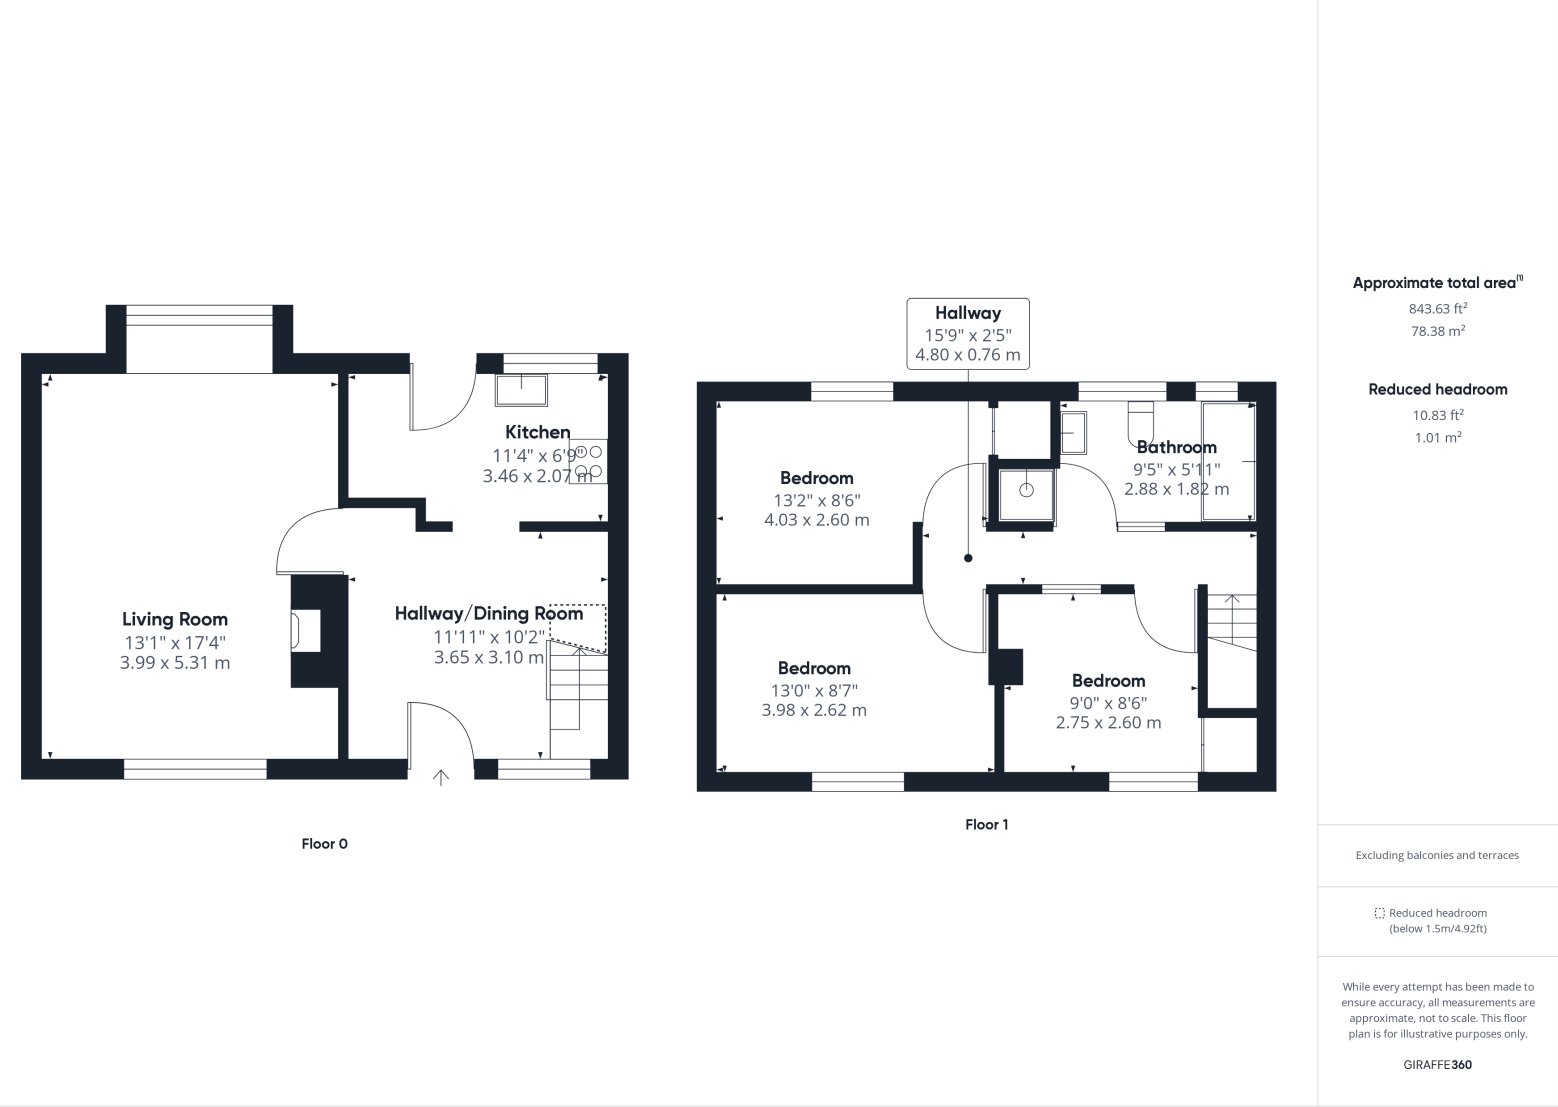 Kitchen
11'4" x 6'9"
3.46 x 2.07 m
Living Room
13'1" x 17'4"
3.99 x 5.31 m
Hallway/Dining Room
11'11" x 10'2"
3.65 x 3.10 m
Floor 0
Hallway
15'9" x 2'5"
4.80 x 0.76 m
Bedroom
13'2" x 8'6"
4.03 x 2.60 m
Bathroom
9'5" x 5'11"
2.88 x 1.82 m
Bedroom
13'0" x 8'7"
3.98 x 2.62 m
Bedroom
9'0" x 8'6"
2.75 x 2.60 m
Floor 1
Approximate total area(1)
843.63 ft²
78.38 m²
Reduced headroom
10.83 ft²
1.01 m²
Excluding balconies and terraces
Reduced headroom
(below 1.5m/4.92ft)
While every attempt has been made to
ensure accuracy, all measurements are
approximate, not to scale. This floor
plan is for illustrative purposes only.
GIRAFFE360